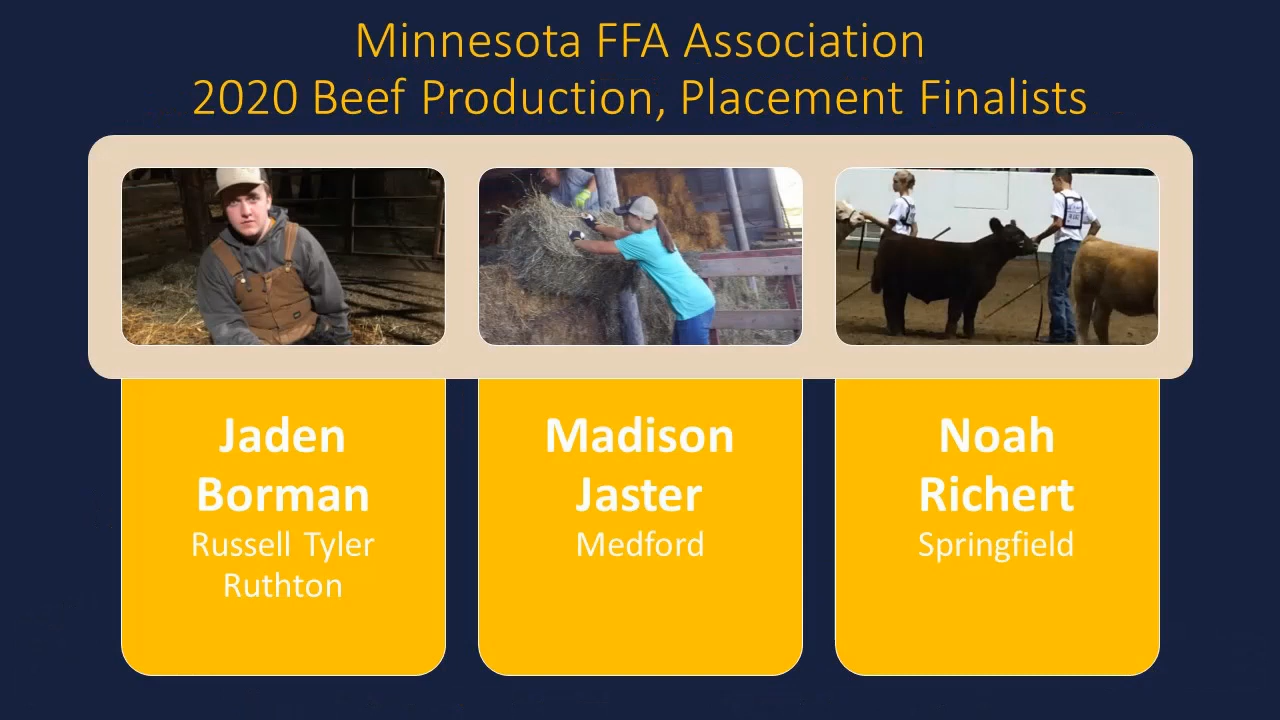 Minnesota FFA Association
2020 Beef Production, Placement Finalists
Jaden
Borman
Russell Tyler
Ruthton
Madison
Jaster
Medford
Noah
Richert
Springfield